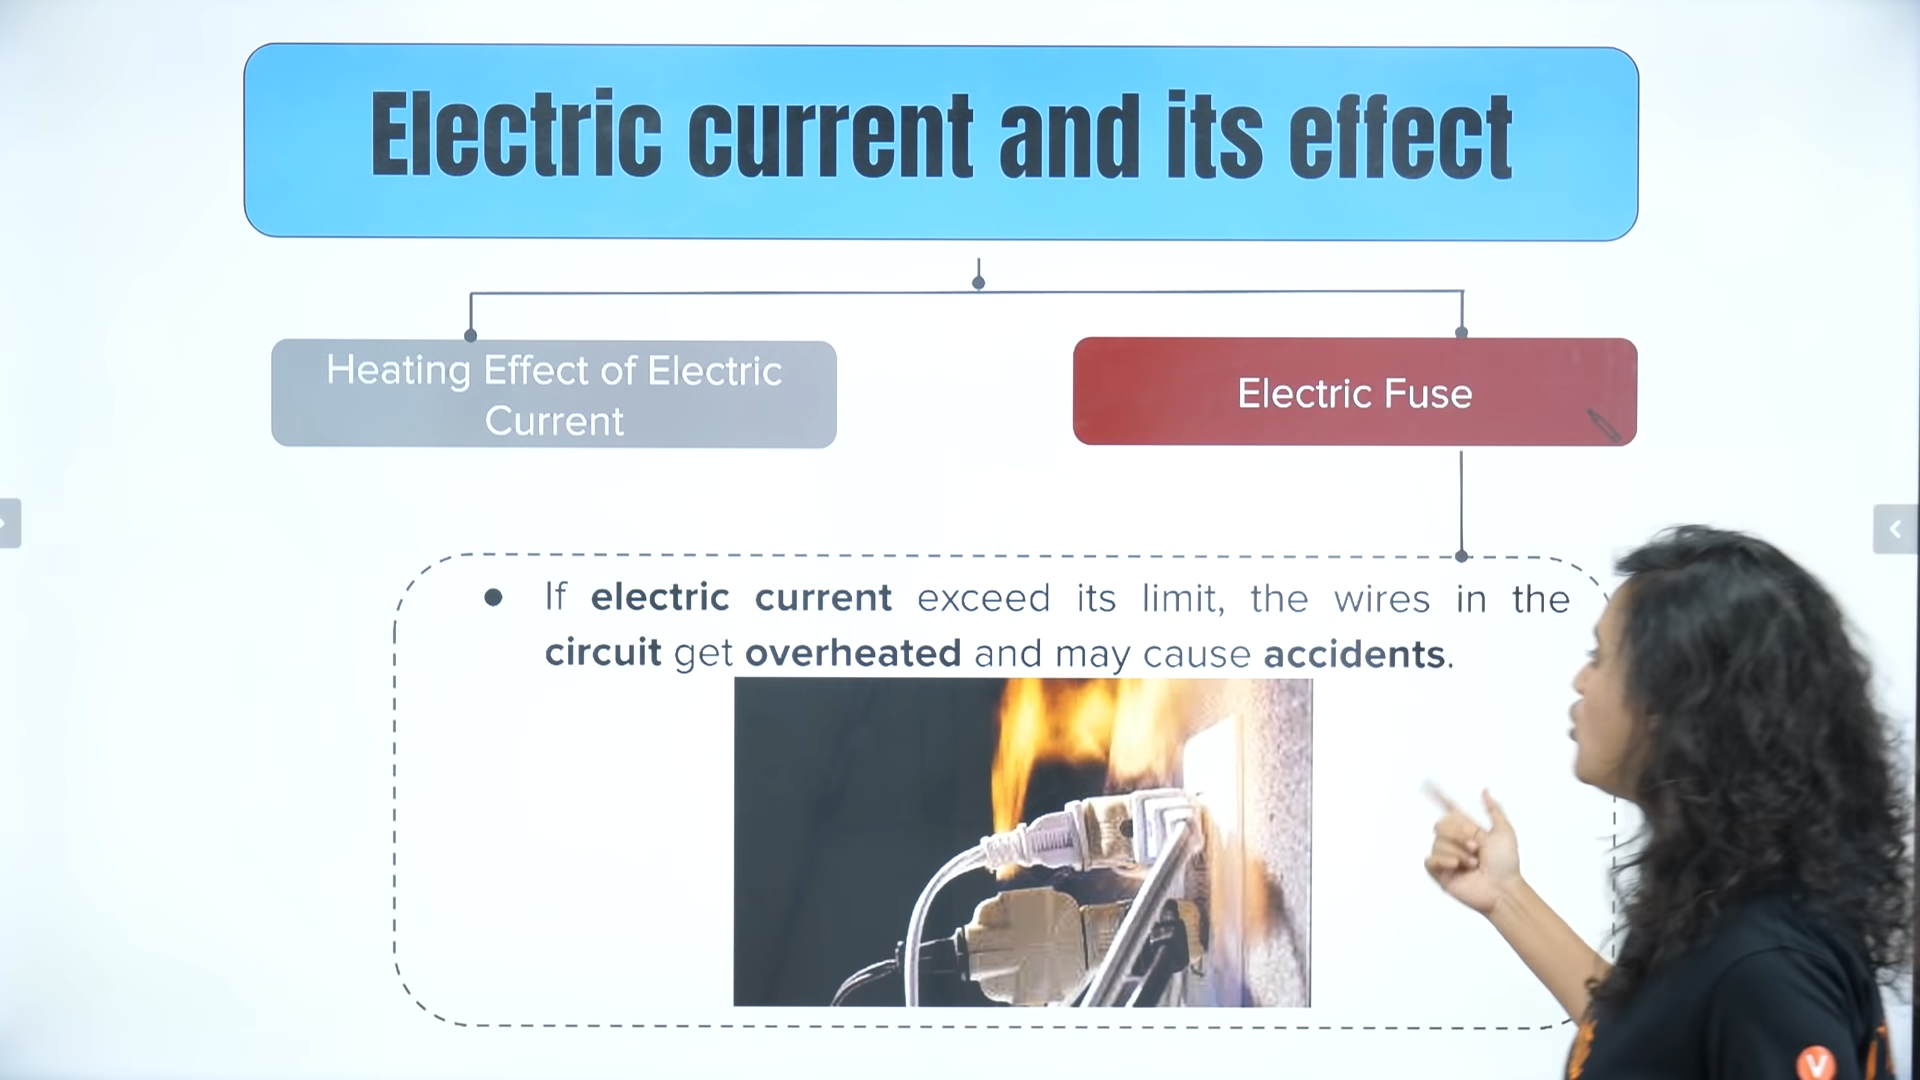 Electric current and its effect
Heating Effect of Electric
Current
Electric Fuse
● If electric current exceed its limit, the wires in the
circuit get overheated and may cause accidents.
V